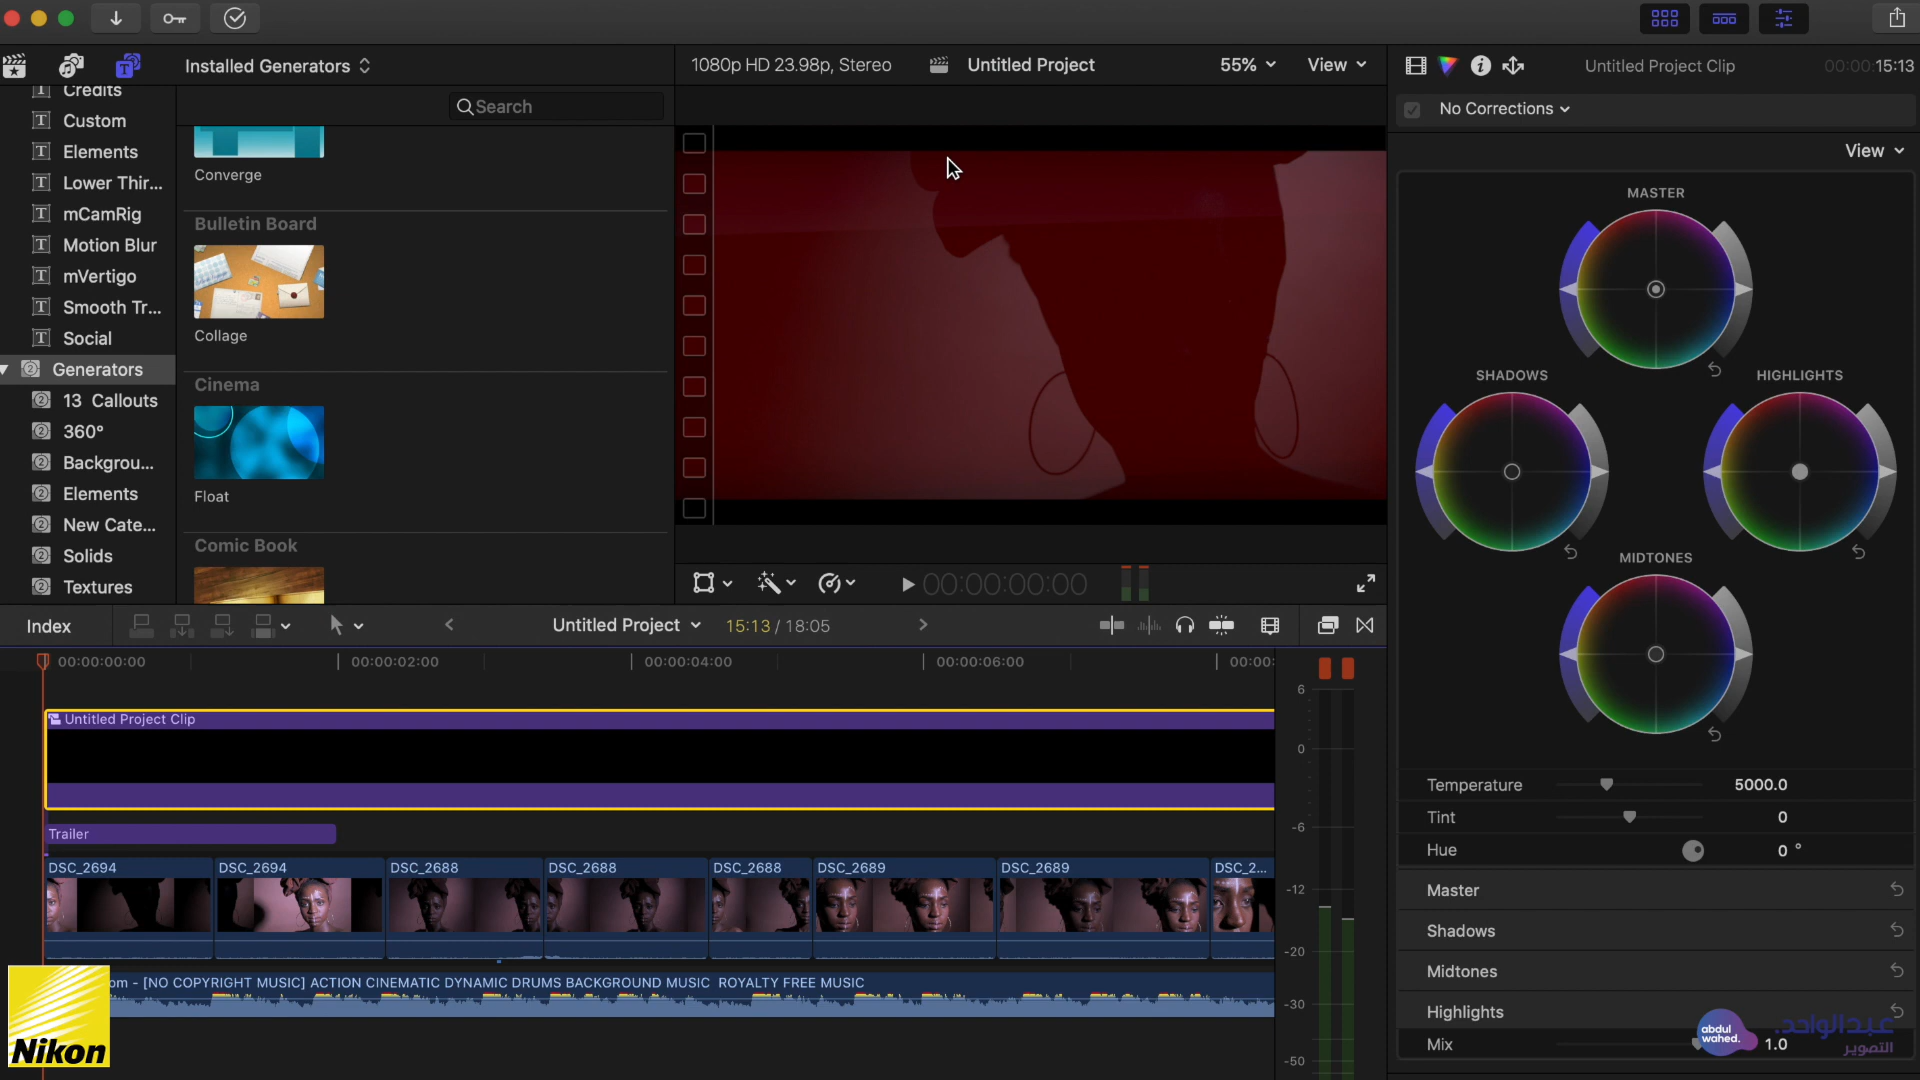 Installed Generators
1080p HD 23.98p, Stereo
Untitled Project
55%
View
Untitled Project Clip
00:00:15:13
Credits
Custom
Elements
Lower Thir...
mCamRig
Motion Blur
mVertigo
Smooth Tr...
Social
Generators
13 Callouts
360°
Backgrou...
Elements
New Cate...
Solids
Textures
Search
Converge
Bulletin Board
Collage
Cinema
Float
Comic Book
00:00:00:00
No Corrections
View
MASTER
SHADOWS
HIGHLIGHTS
MIDTONES
Temperature
5000.0
Tint
0
Hue
0 °
Master
Shadows
Midtones
Highlights
Mix
1.0
Index
Untitled Project
15:13 / 18:05
00:00:00:00
00:00:02:00
00:00:04:00
00:00:06:00
00:00:
Untitled Project Clip
Trailer
DSC_2694
DSC_2694
DSC_2688
DSC_2688
DSC_2688
DSC_2689
DSC_2689
DSC_2...
om - [NO COPYRIGHT MUSIC] ACTION CINEMATIC DYNAMIC DRUMS BACKGROUND MUSIC ROYALTY FREE MUSIC
6
0
-6
-12
-20
-30
-50
Nikon
abdul
wahed.
عبدالواحد.
التصوير